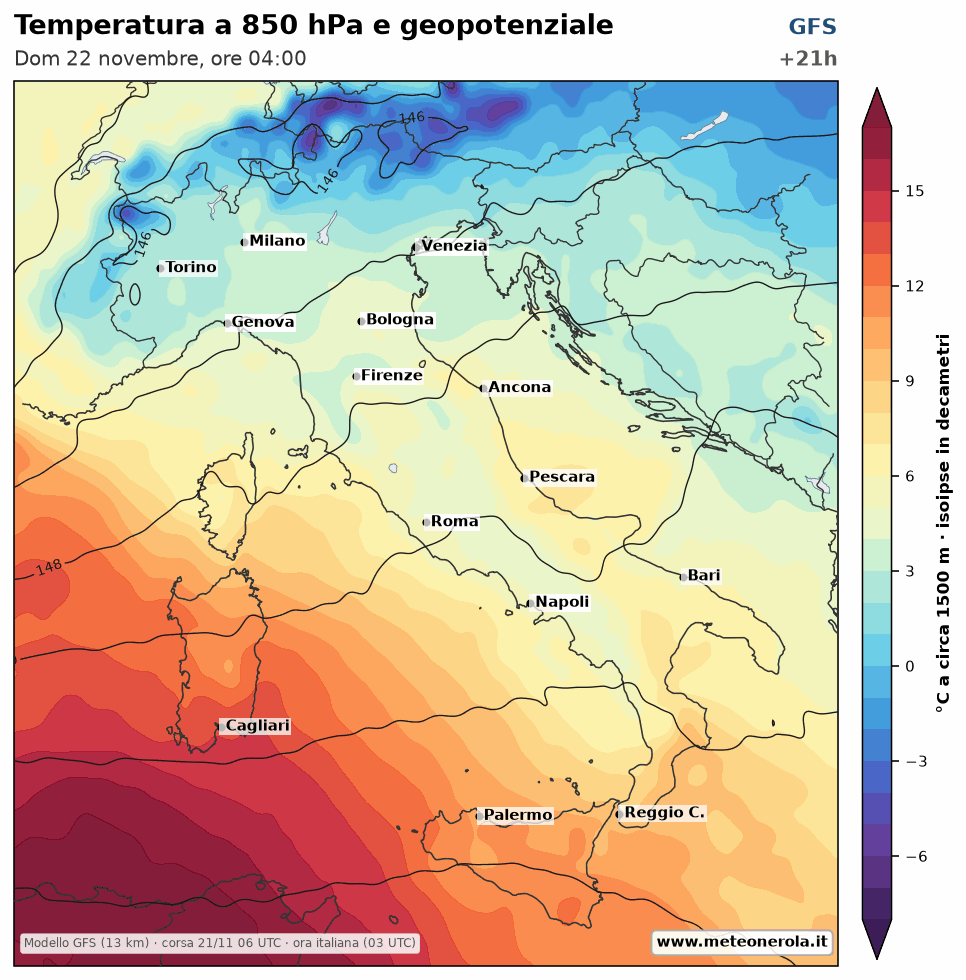 Temperatura a 850 hPa e geopotenziale
GFS
Dom 22 novembre, ore 04:00
+21h
146
146
146
Milano
Venezia
Torino
Genova
Bologna
Firenze
Ancona
Pescara
Roma
148
Bari
Napoli
Cagliari
Palermo
Reggio C.
15
12
9
6
3
0
−3
−6
°C a circa 1500 m · isoipse in decametri
Modello GFS (13 km) · corsa 21/11 06 UTC · ora italiana (03 UTC)
www.meteonerola.it